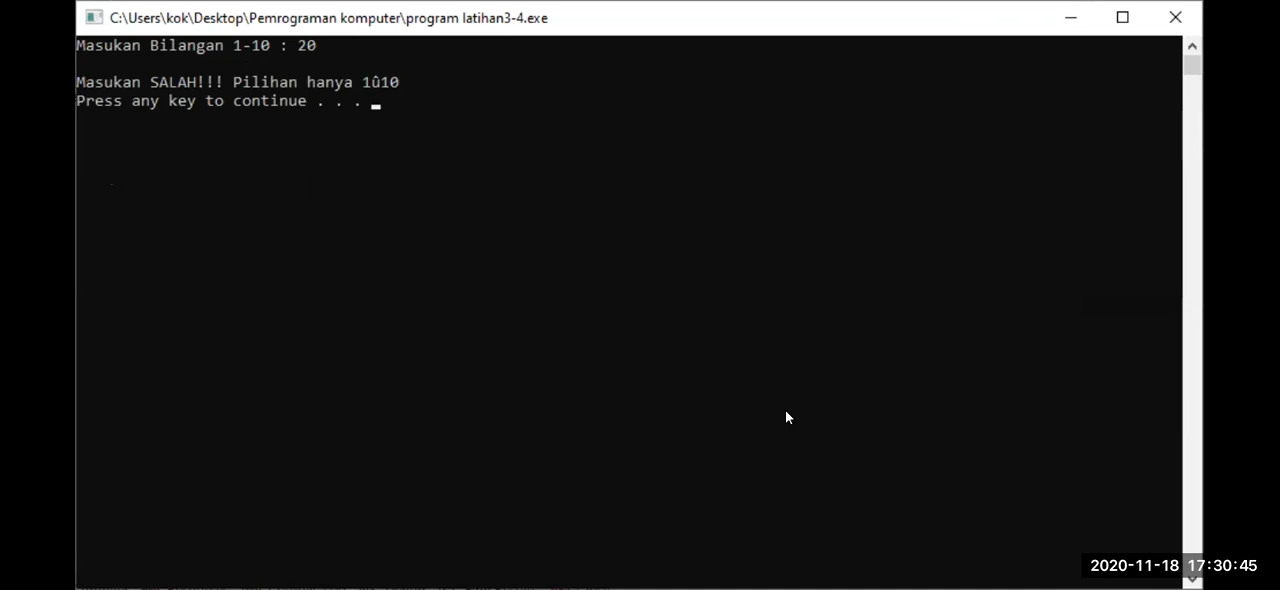 C:\Users\kok\Desktop\Pemrograman komputer\program latihan3-4.exe
Masukan Bilangan 1-10 : 20
Masukan SALAH!!! Pilihan hanya 1û10
Press any key to continue . . .
2020-11-18 17:30:45